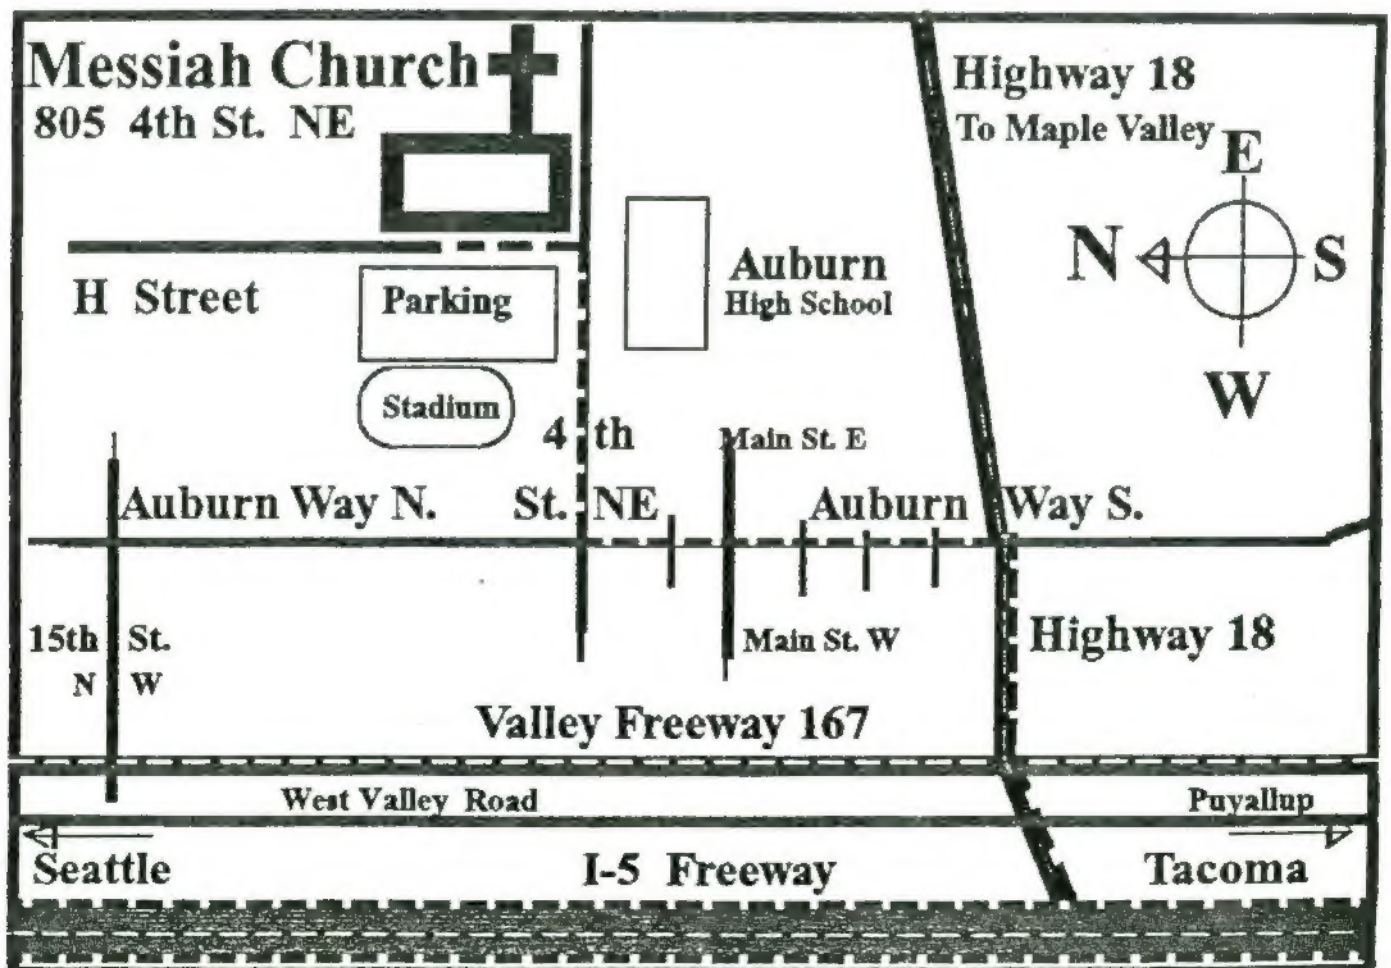 Messiah Church
805 4th St. NE
Highway 18
To Maple Valley
E
N
S
W
H Street
Parking
Auburn
High School
Stadium
4 th
Main St. E
Auburn Way N.
St. NE
Auburn Way S.
15th St.
N W
Main St. W
Highway 18
Valley Freeway 167
West Valley Road
Puyallup
Seattle
I-5 Freeway
Tacoma